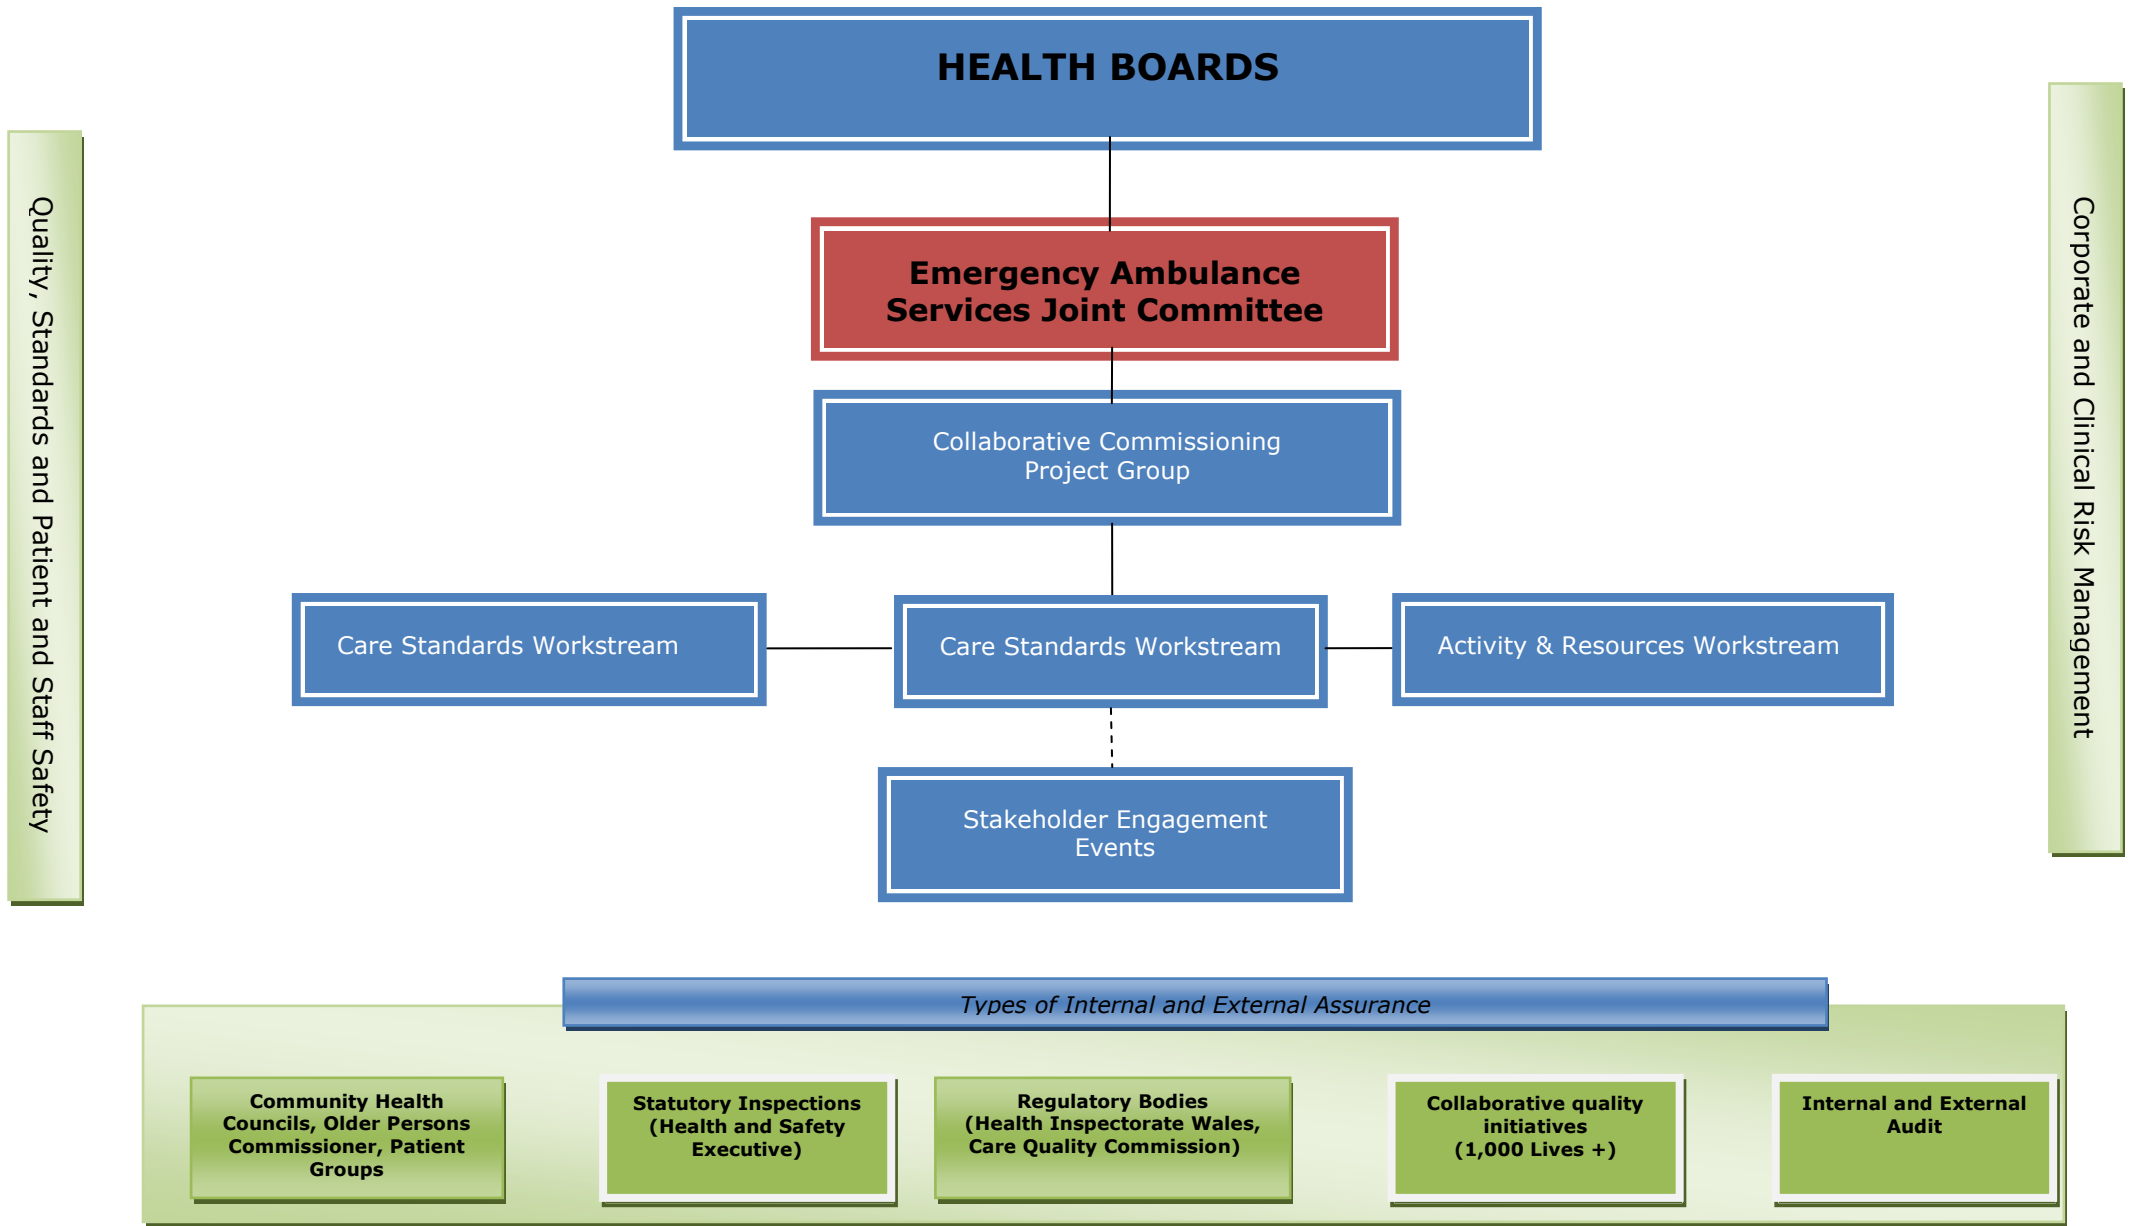 HEALTH BOARDS
Quality, Standards and Patient and Staff Safety
Corporate and Clinical Risk Management
Emergency Ambulance
Services Joint Committee
Collaborative Commissioning
Project Group
Care Standards Workstream
Care Standards Workstream
Activity & Resources Workstream
Stakeholder Engagement
Events
Types of Internal and External Assurance
Community Health
Councils, Older Persons
Commissioner, Patient
Groups
Statutory Inspections
(Health and Safety
Executive)
Regulatory Bodies
(Health Inspectorate Wales,
Care Quality Commission)
Collaborative quality
initiatives
(1,000 Lives +)
Internal and External
Audit